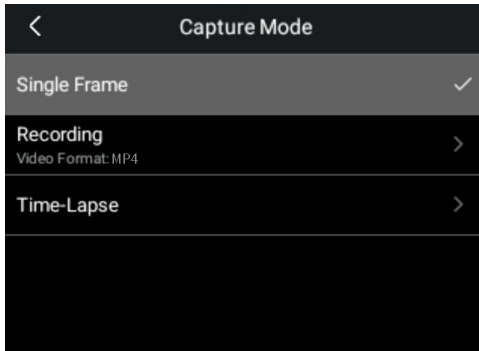 Capture Mode
Single Frame
Recording
Video Format: MP4
Time-Lapse